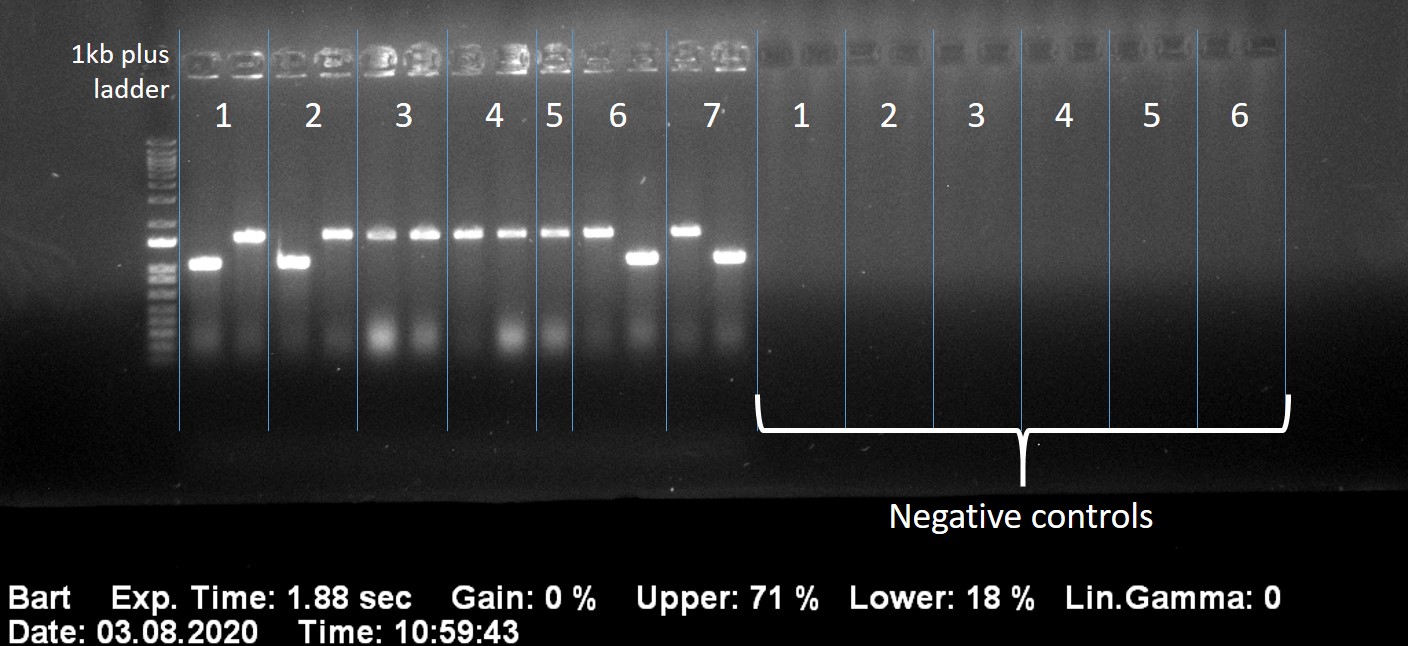 1kb plus
ladder
1 2 3 4 5 6 7 1 2 3 4 5 6
Negative controls
Bart Exp. Time: 1.88 sec Gain: 0 % Upper: 71 % Lower: 18 % Lin.Gamma: 0
Date: 03.08.2020 Time: 10:59:43